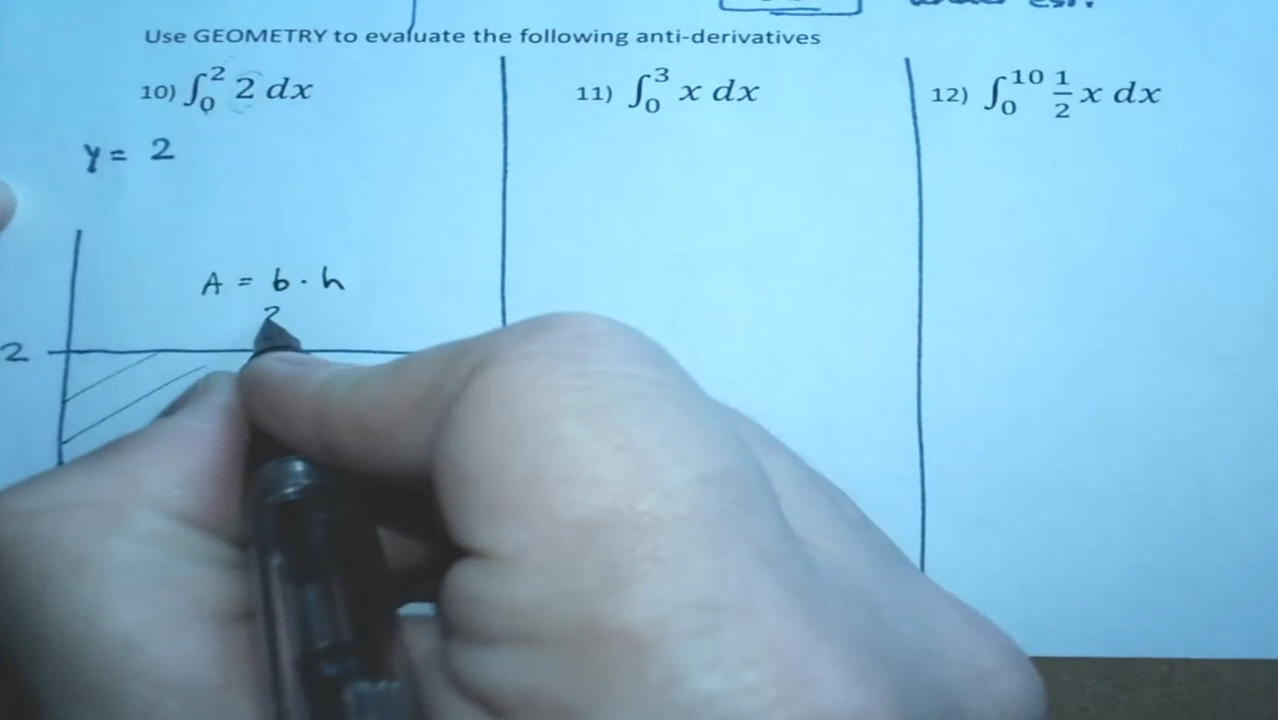 Use GEOMETRY to evaluate the following anti-derivatives
10) ∫₀² 2 dx
y = 2
A = b · h
2
2
11) ∫₀³ x dx
12) ∫₀¹⁰ 1/2 x dx